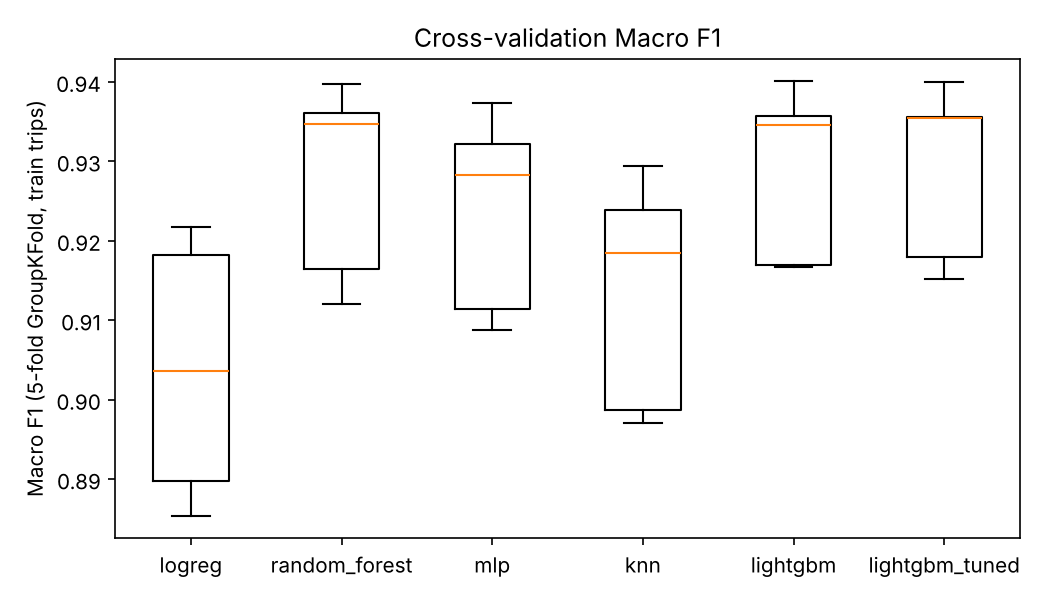 Cross-validation Macro F1
Macro F1 (5-fold GroupKFold, train trips)
0.94
0.93
0.92
0.91
0.90
0.89
logreg random_forest mlp knn lightgbm lightgbm_tuned